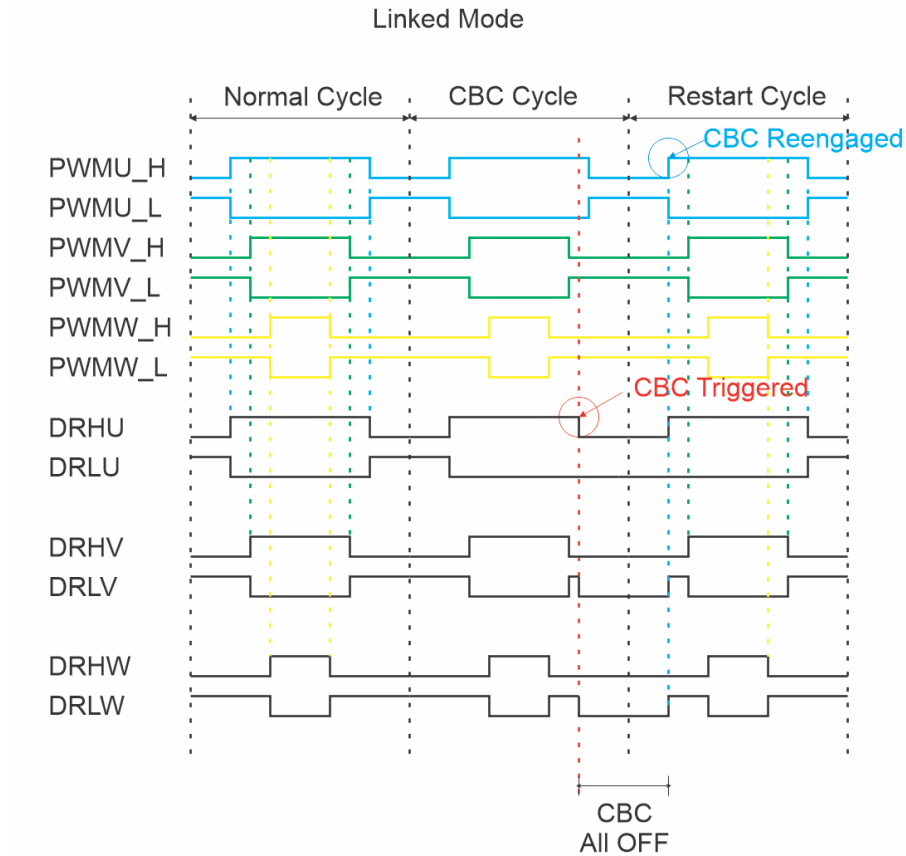 Linked Mode
Normal Cycle
CBC Cycle
Restart Cycle
CBC Reengaged
PWMU_H
PWMU_L
PWMV_H
PWMV_L
PWMW_H
PWMW_L
CBC Triggered
DRHU
DRLU
DRHV
DRLV
DRHW
DRLW
CBC
All OFF